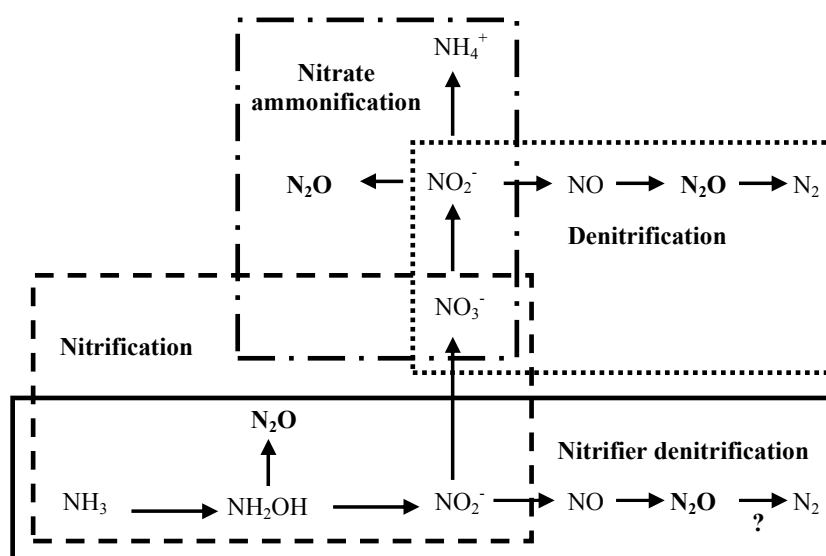 NH₄⁺
Nitrate
ammonification
N₂O NO₂⁻ NO N₂O N₂
Denitrification
NO₃⁻
Nitrification
N₂O
Nitrifier denitrification
NH₃ NH₂OH NO₂⁻ NO N₂O N₂
?